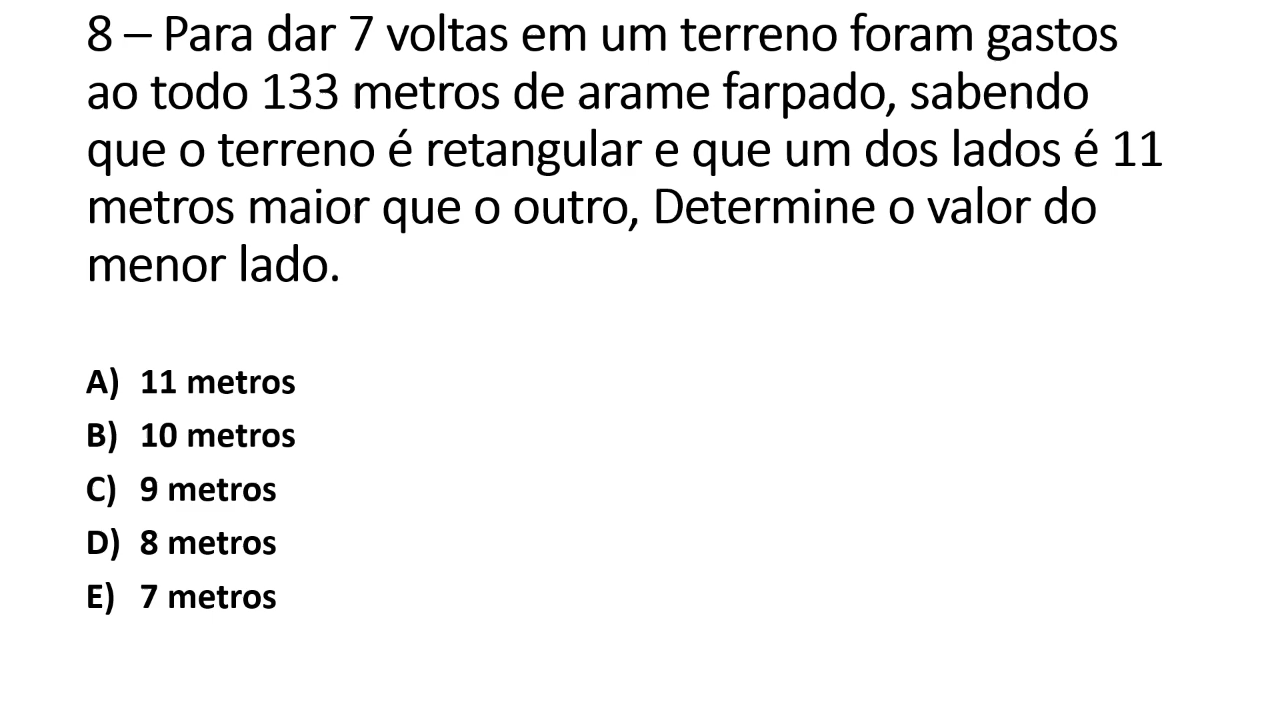 8 – Para dar 7 voltas em um terreno foram gastos
ao todo 133 metros de arame farpado, sabendo
que o terreno é retangular e que um dos lados é 11
metros maior que o outro, Determine o valor do
menor lado.
A) 11 metros
B) 10 metros
C) 9 metros
D) 8 metros
E) 7 metros